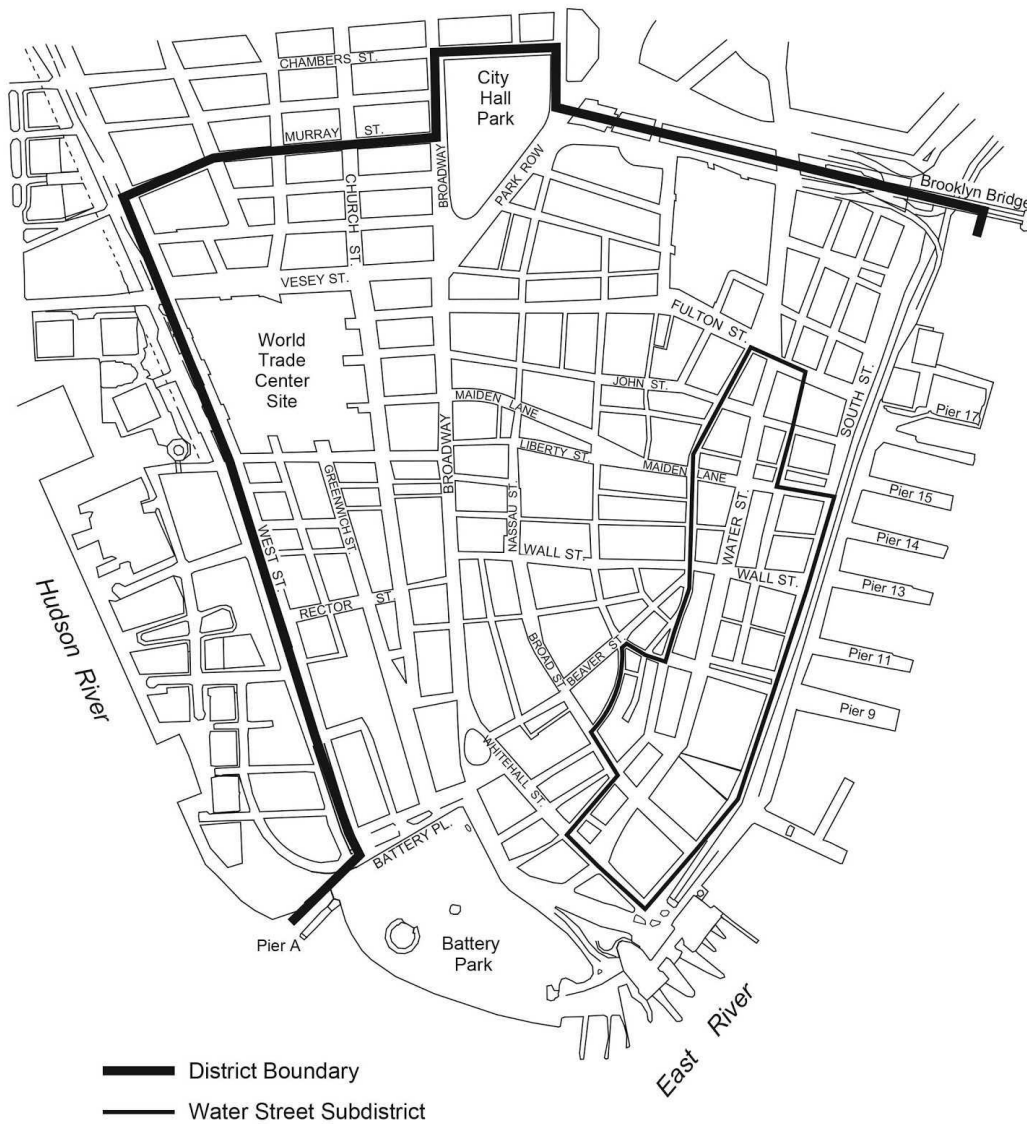 CHAMBERS ST.
City
Hall
Park
MURRAY ST.
BROADWAY
PARK ROW
CHURCH ST.
Brooklyn Bridge
VESEY ST.
FULTON ST.
World
Trade
Center
Site
SOUTH ST.
JOHN ST.
MAIDEN LANE
Pier 17
BROADWAY
LIBERTY ST.
MAIDEN LANE
GREENWICH ST.
NASSAU ST.
WATER ST.
Pier 15
WEST ST.
WALL ST.
Pier 14
WALL ST.
Pier 13
Hudson River
RECTOR ST.
BROAD ST.
BEAVER ST.
Pier 11
Pier 9
WHITEHALL ST.
BATTERY PL.
Pier A
Battery
Park
East River
District Boundary
Water Street Subdistrict